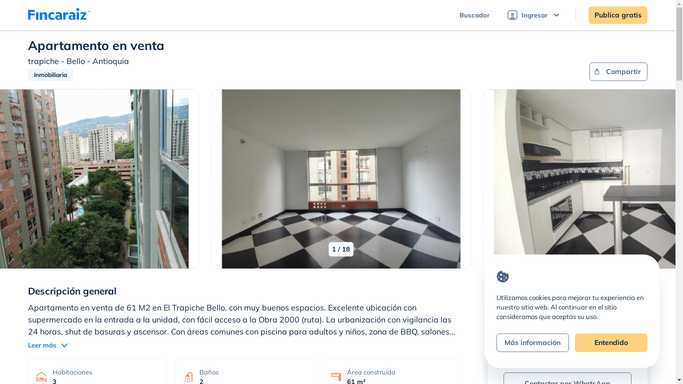 Fincaraiz
Buscador
Ingresar
Publica gratis
Apartamento en venta
trapiche - Bello - Antioquia
Inmobiliaria
Compartir
1 / 18
Descripción general
Apartamento en venta de 61 M2 en El Trapiche Bello, con muy buenos espacios. Excelente ubicación con
supermercado en la entrada a la unidad, con fácil acceso a la Obra 2000 (ruta). La urbanización con vigilancia las
24 horas, shut de basuras y ascensor. Con áreas comunes con piscina para adultos y niños, zona de BBQ, salones...
Leer más
Habitaciones
3
Baños
2
Área construida
61 m²
Utilizamos cookies para mejorar tu experiencia en
nuestro sitio web. Al continuar en el sitio
consideramos que aceptas su uso.
Más información
Entendido
Contactar por WhatsApp